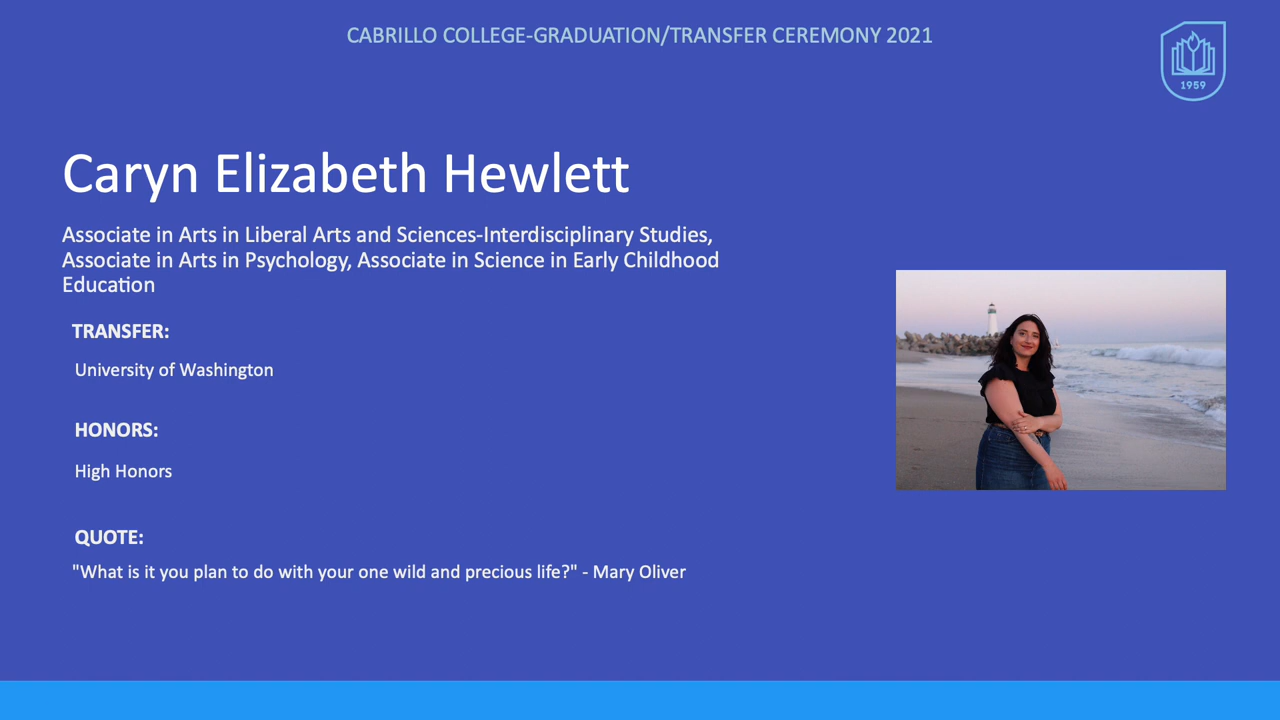 CABRILLO COLLEGE-GRADUATION/TRANSFER CEREMONY 2021
1959
Caryn Elizabeth Hewlett
Associate in Arts in Liberal Arts and Sciences-Interdisciplinary Studies,
Associate in Arts in Psychology, Associate in Science in Early Childhood
Education
TRANSFER:
University of Washington
HONORS:
High Honors
QUOTE:
"What is it you plan to do with your one wild and precious life?" - Mary Oliver